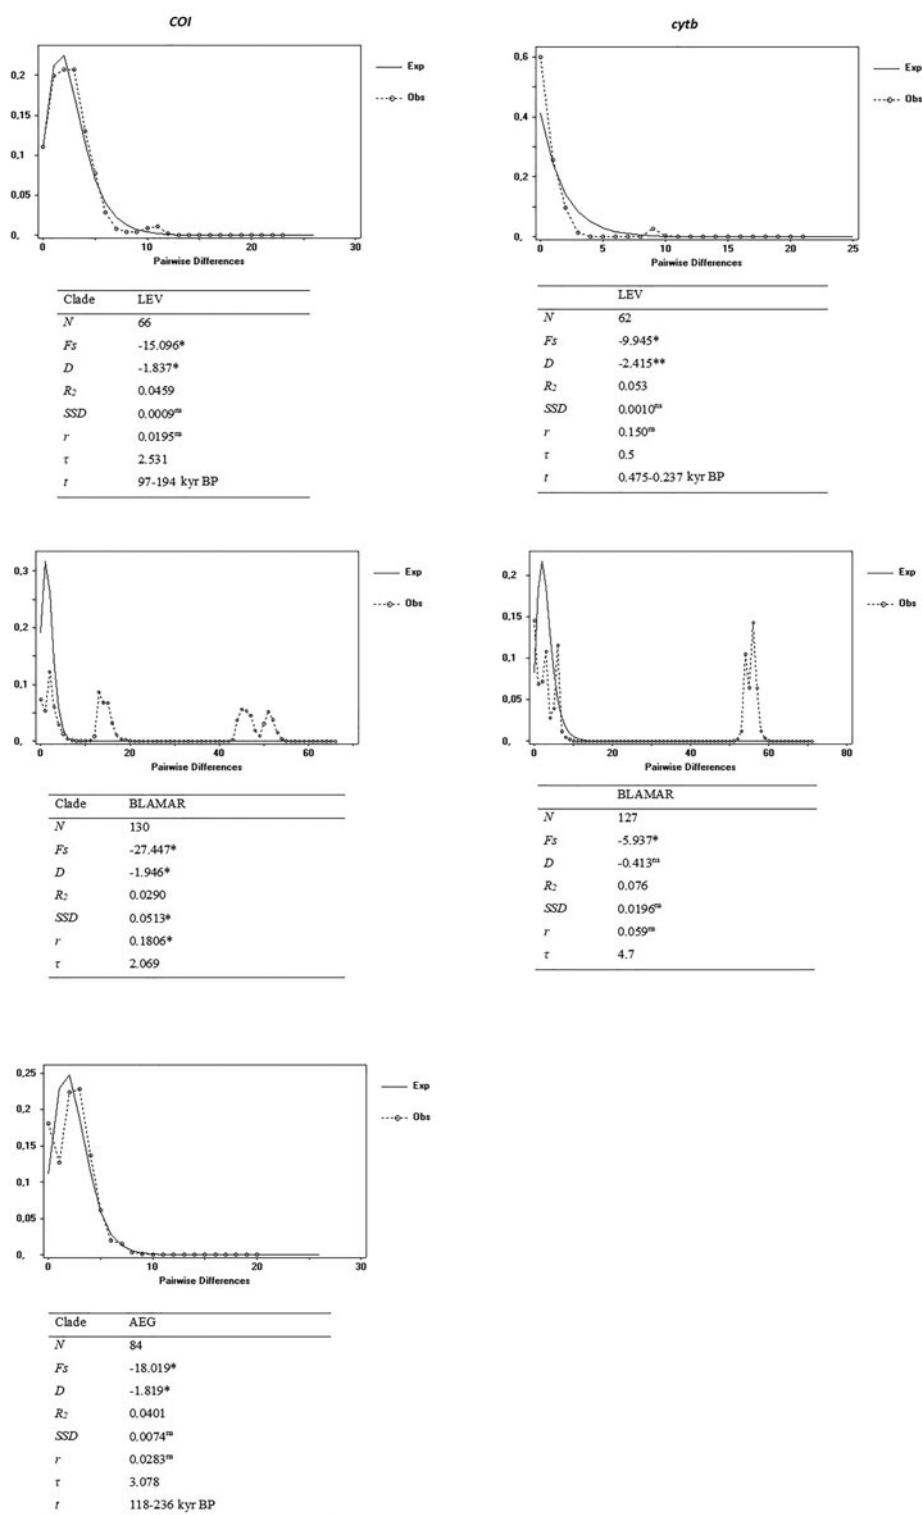 COI
0,2
0,15
0,1
0,05
0,
0 10 20 30
Pairwise Differences
Exp
Obs
Clade LEV
N 66
Fs -15.096*
D -1.837*
R2 0.0459
SSD 0.0009ns
r 0.0195ns
τ 2.531
t 97-194 kyr BP
cytb
0,6
0,4
0,2
0,
0 5 10 15 20 25
Pairwise Differences
Exp
Obs
LEV
N 62
Fs -9.945*
D -2.415**
R2 0.053
SSD 0.0010ns
r 0.150ns
τ 0.5
t 0.475-0.237 kyr BP
0,3
0,2
0,1
0,
0 20 40 60
Pairwise Differences
Exp
Obs
Clade BLAMAR
N 130
Fs -27.447*
D -1.946*
R2 0.0290
SSD 0.0513*
r 0.1806*
τ 2.069
0,2
0,15
0,1
0,05
0,
0 20 40 60 80
Pairwise Differences
Exp
Obs
BLAMAR
N 127
Fs -5.937*
D -0.413ns
R2 0.076
SSD 0.0196ns
r 0.059ns
τ 4.7
0,25
0,2
0,15
0,1
0,05
0,
0 10 20 30
Pairwise Differences
Exp
Obs
Clade AEG
N 84
Fs -18.019*
D -1.819*
R2 0.0401
SSD 0.0074ns
r 0.0283ns
τ 3.078
t 118-236 kyr BP